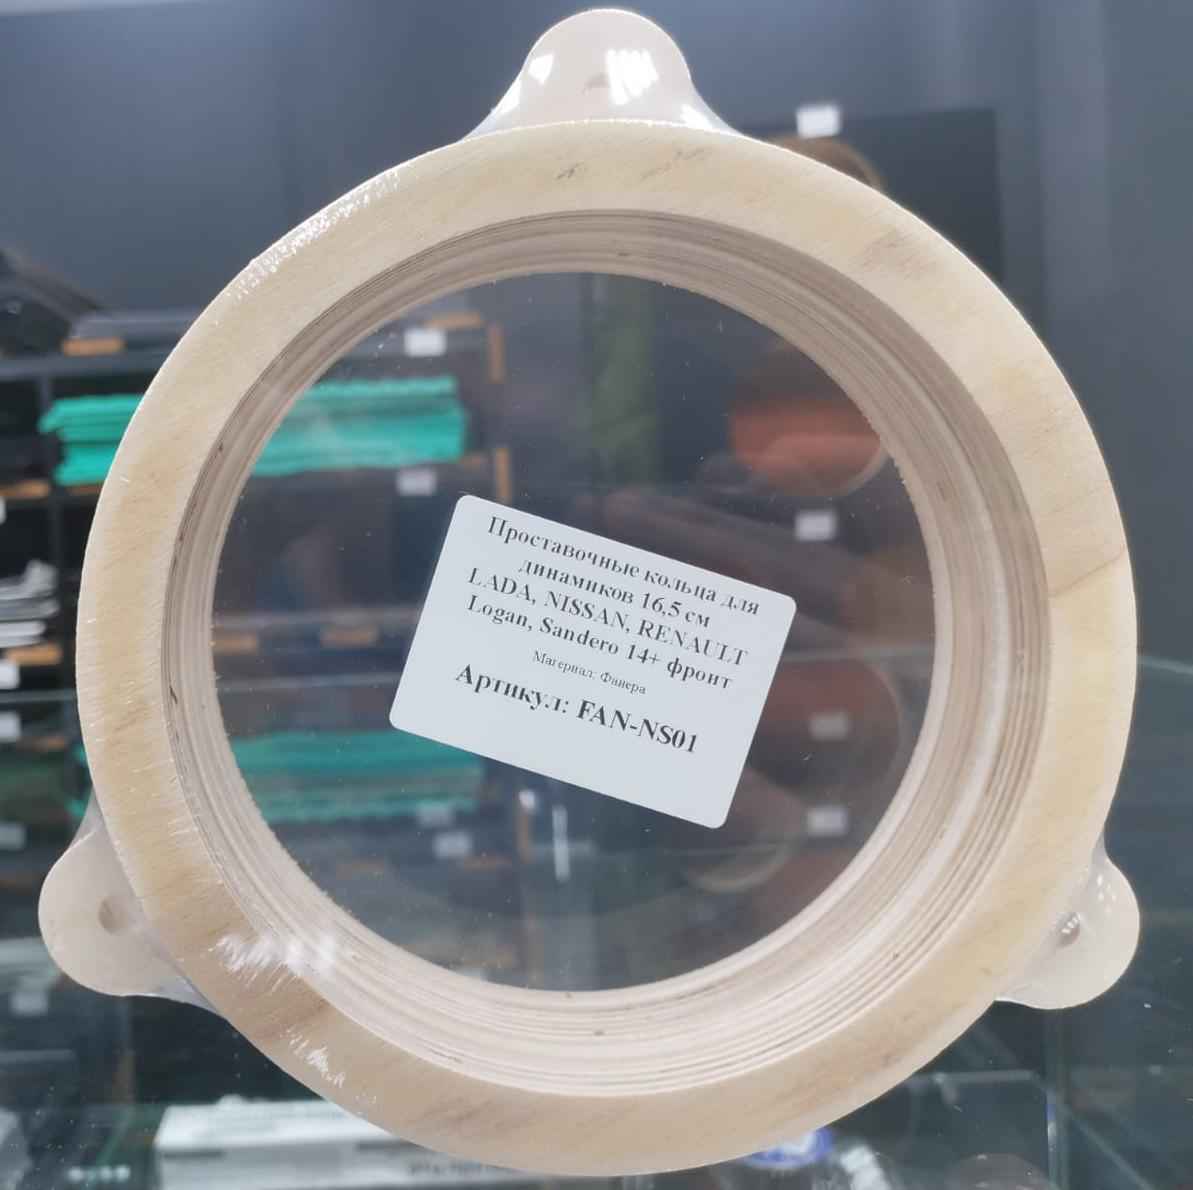 Проставочные кольца для
динамиков 16,5 см
LADA, NISSAN, RENAULT
Logan, Sandero 14+ фронт
Материал: Фанера
Артикул: FAN-NS01